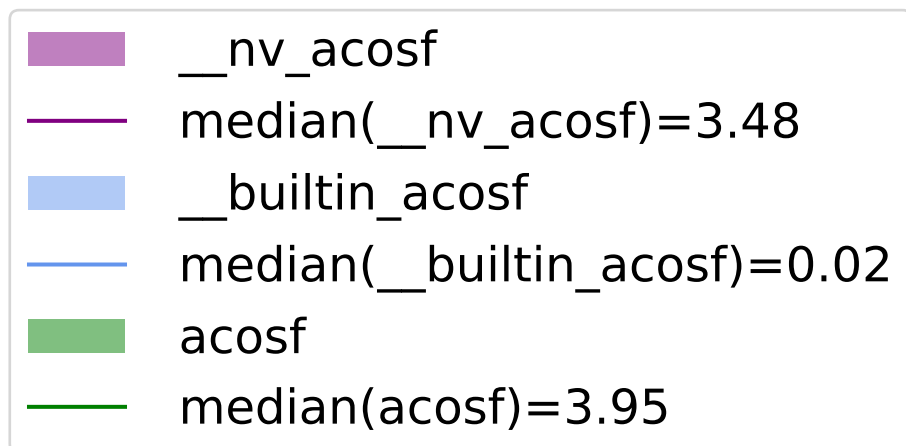 __nv_acosf
median(__nv_acosf)=3.48
__builtin_acosf
median(__builtin_acosf)=0.02
acosf
median(acosf)=3.95